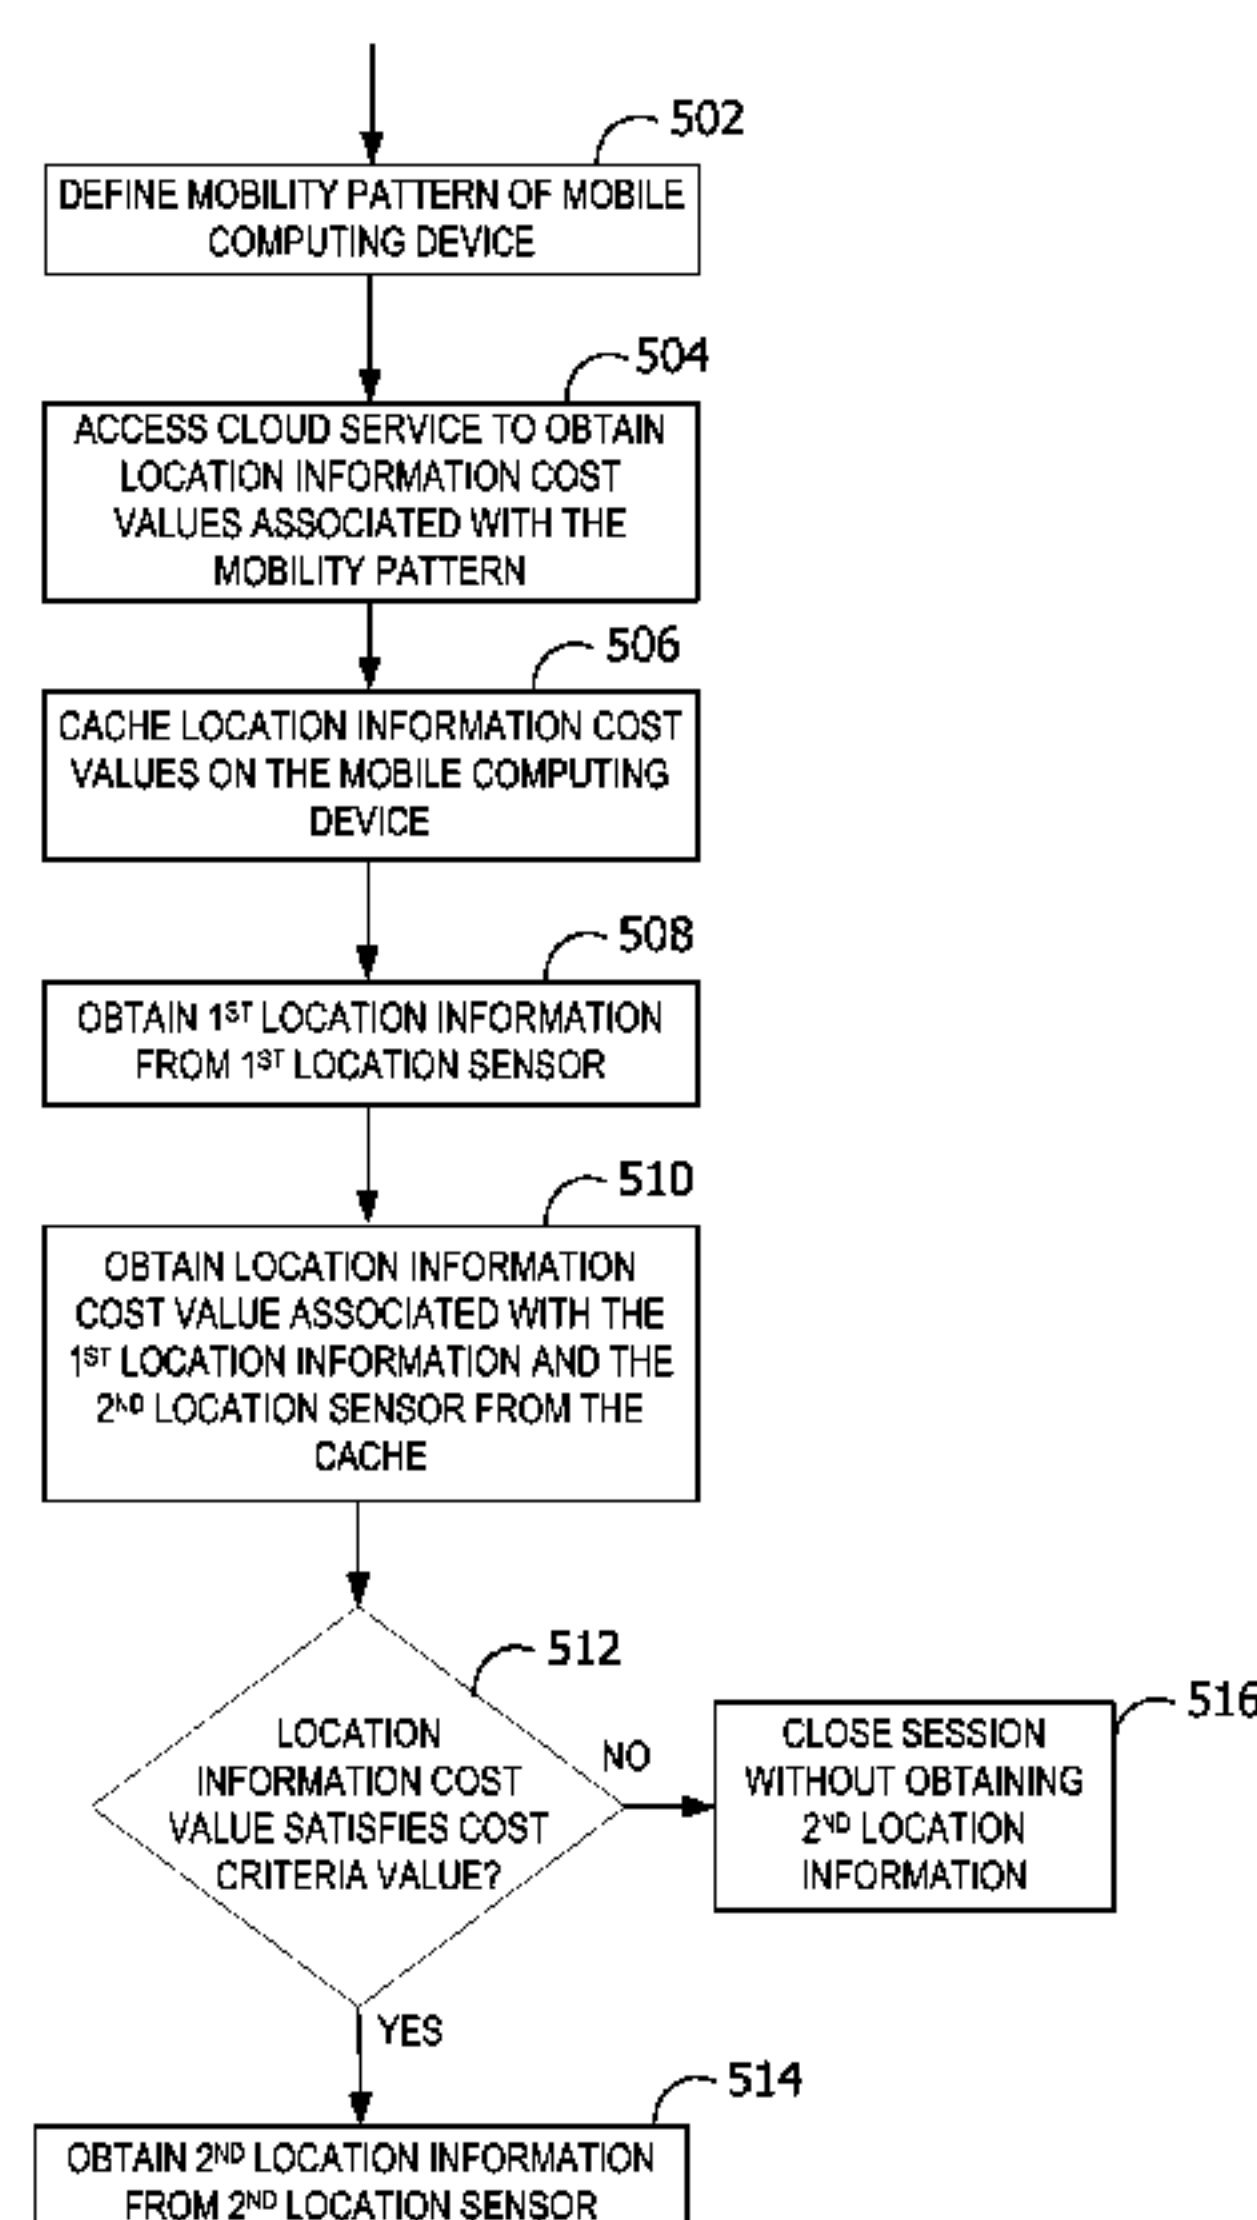 502
DEFINE MOBILITY PATTERN OF MOBILE
COMPUTING DEVICE
504
ACCESS CLOUD SERVICE TO OBTAIN
LOCATION INFORMATION COST
VALUES ASSOCIATED WITH THE
MOBILITY PATTERN
506
CACHE LOCATION INFORMATION COST
VALUES ON THE MOBILE COMPUTING
DEVICE
508
OBTAIN 1ST LOCATION INFORMATION
FROM 1ST LOCATION SENSOR
510
OBTAIN LOCATION INFORMATION
COST VALUE ASSOCIATED WITH THE
1ST LOCATION INFORMATION AND THE
2ND LOCATION SENSOR FROM THE
CACHE
512
LOCATION
INFORMATION COST
VALUE SATISFIES COST
CRITERIA VALUE?
NO
516
CLOSE SESSION
WITHOUT OBTAINING
2ND LOCATION
INFORMATION
YES
514
OBTAIN 2ND LOCATION INFORMATION
FROM 2ND LOCATION SENSOR